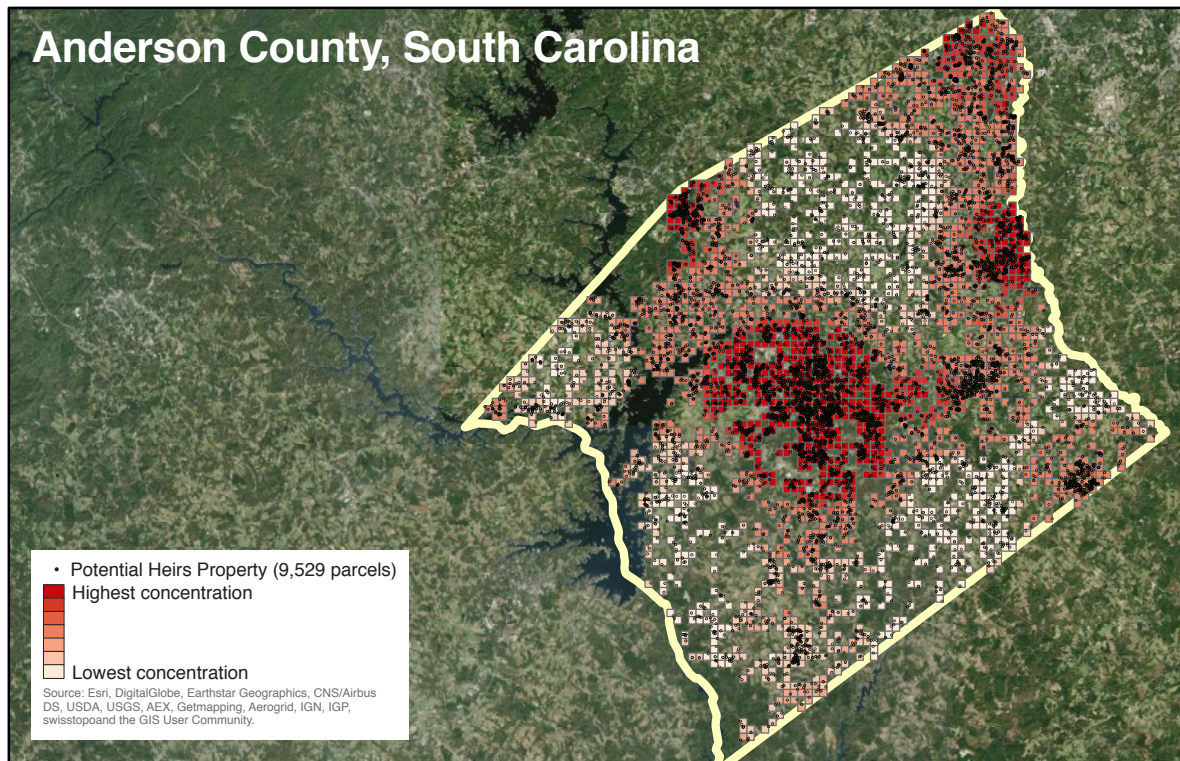 Anderson County, South Carolina
• Potential Heirs Property (9,529 parcels)
Highest concentration
Lowest concentration
Source: Esri, DigitalGlobe, Earthstar Geographics, CNS/Airbus
DS, USDA, USGS, AEX, Getmapping, Aerogrid, IGN, IGP,
swisstopoand the GIS User Community.